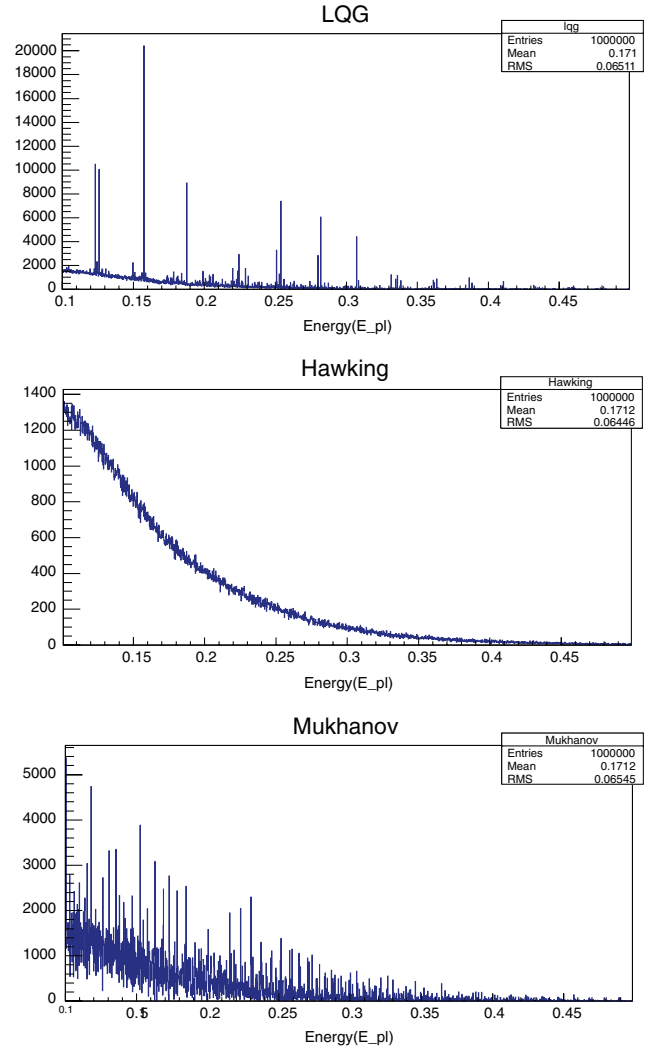 LQG
lqg
Entries 1000000
Mean 0.171
RMS 0.06511
20000
18000
16000
14000
12000
10000
8000
6000
4000
2000
0
0.1 0.15 0.2 0.25 0.3 0.35 0.4 0.45
Energy(E_pl)
Hawking
Hawking
Entries 1000000
Mean 0.1712
RMS 0.06446
1400
1200
1000
800
600
400
200
0
0.15 0.2 0.25 0.3 0.35 0.4 0.45
Energy(E_pl)
Mukhanov
Mukhanov
Entries 1000000
Mean 0.1712
RMS 0.06545
5000
4000
3000
2000
1000
0
0.1 0.15 0.2 0.25 0.3 0.35 0.4 0.45
Energy(E_pl)